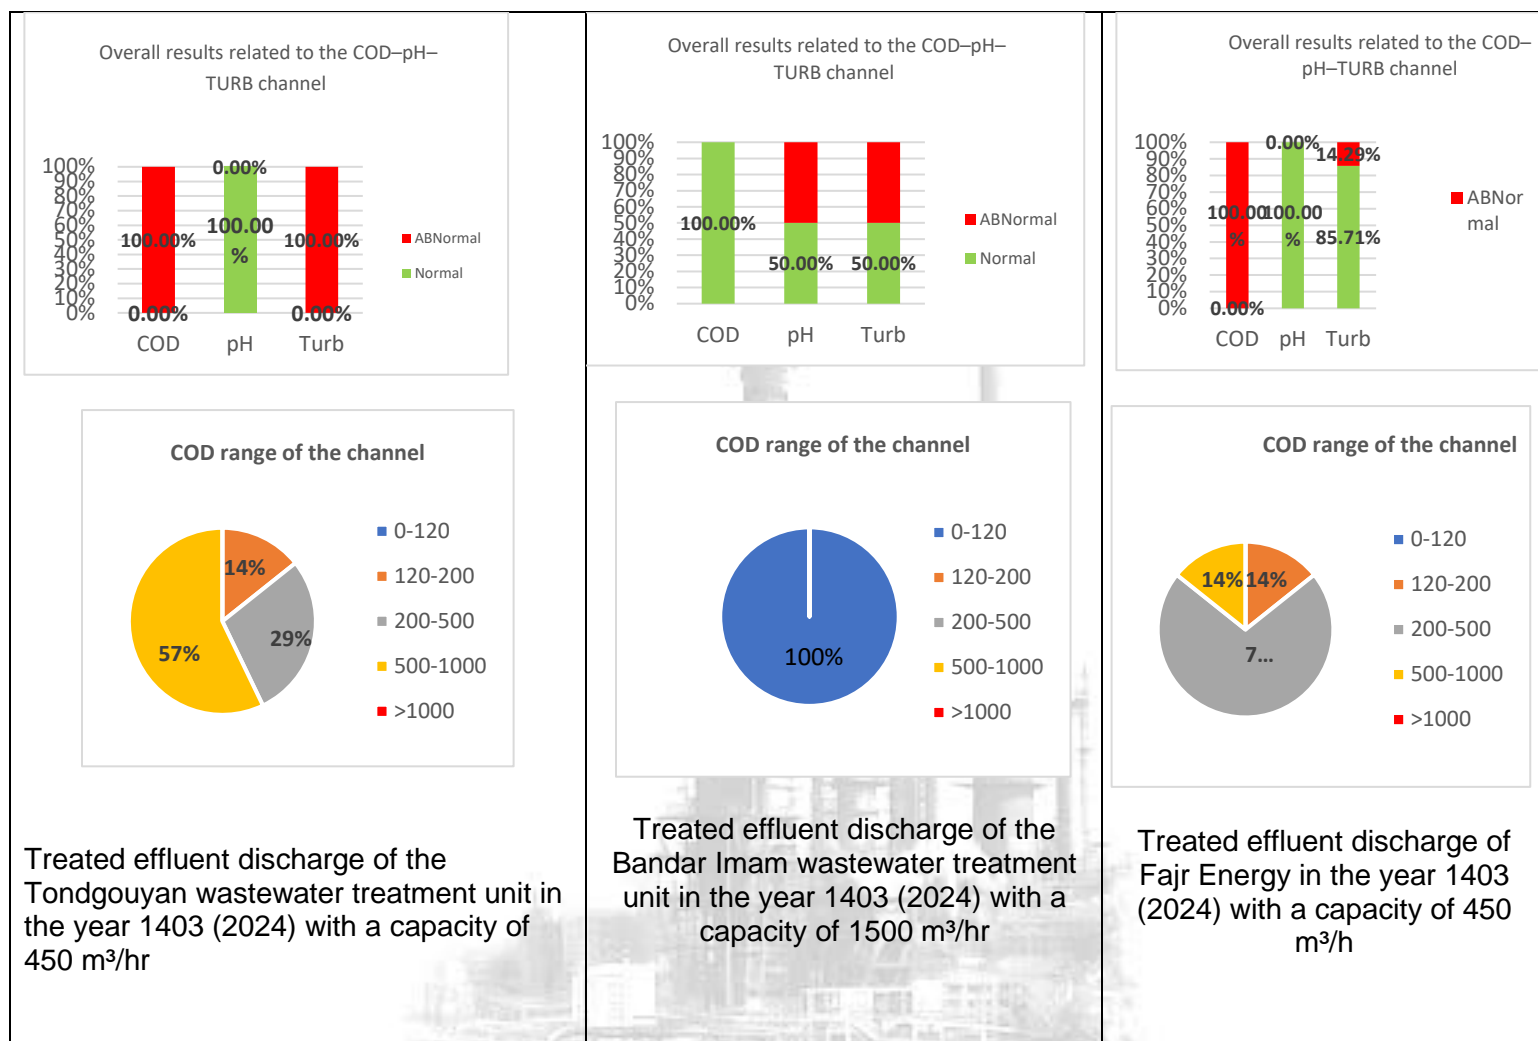 Overall results related to the COD–pH–
TURB channel
100%
90%
80%
70%
60%
50%
40%
30%
20%
10%
0%
100.00%
0.00%
0.00%
100.00
%
100.00%
0.00%
COD pH Turb
ABNormal
Normal
COD range of the channel
14%
29%
57%
0-120
120-200
200-500
500-1000
>1000
Treated effluent discharge of the
Tondgouyan wastewater treatment unit in
the year 1403 (2024) with a capacity of
450 m³/hr
Overall results related to the COD–pH–
TURB channel
100%
90%
80%
70%
60%
50%
40%
30%
20%
10%
0%
100.00%
50.00%
50.00%
COD pH Turb
ABNormal
Normal
COD range of the channel
100%
0-120
120-200
200-500
500-1000
>1000
Treated effluent discharge of the
Bandar Imam wastewater treatment
unit in the year 1403 (2024) with a
capacity of 1500 m³/hr
Overall results related to the COD–
pH–TURB channel
100%
90%
80%
70%
60%
50%
40%
30%
20%
10%
0%
100.00
%
0.00%
0.00%
100.00
%
14.29%
85.71%
COD pH Turb
ABNor
mal
COD range of the channel
14%
14%
7...
0-120
120-200
200-500
500-1000
>1000
Treated effluent discharge of
Fajr Energy in the year 1403
(2024) with a capacity of 450
m³/h